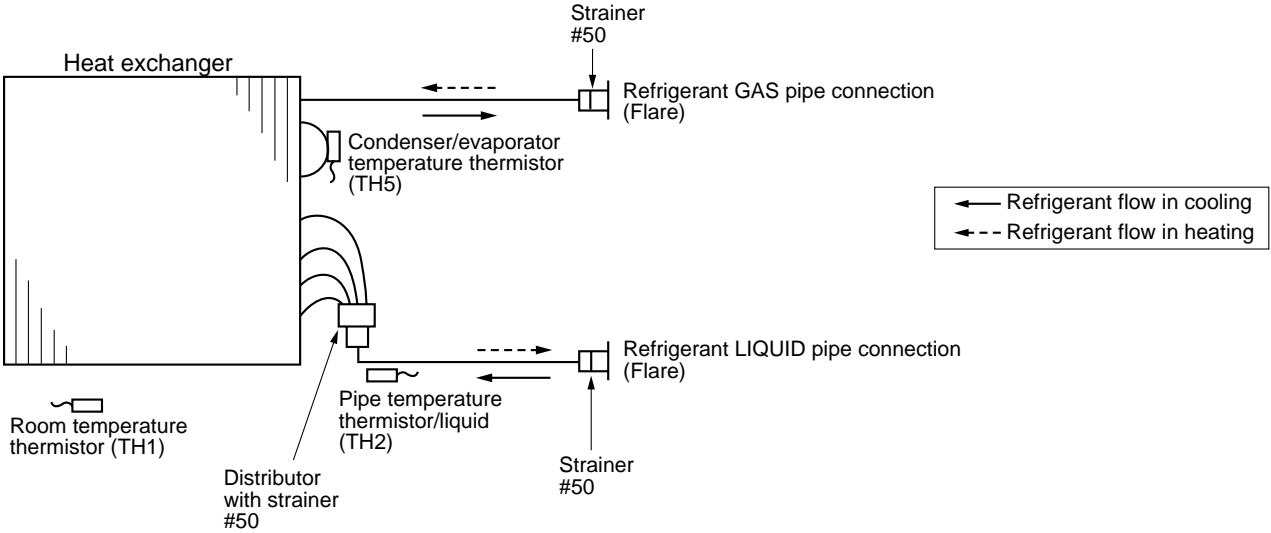 Strainer
#50
Heat exchanger
Refrigerant GAS pipe connection
(Flare)
Condenser/evaporator
temperature thermistor
(TH5)
Refrigerant flow in cooling
Refrigerant flow in heating
Refrigerant LIQUID pipe connection
(Flare)
Pipe temperature
thermistor/liquid
(TH2)
Room temperature
thermistor (TH1)
Strainer
#50
Distributor
with strainer
#50